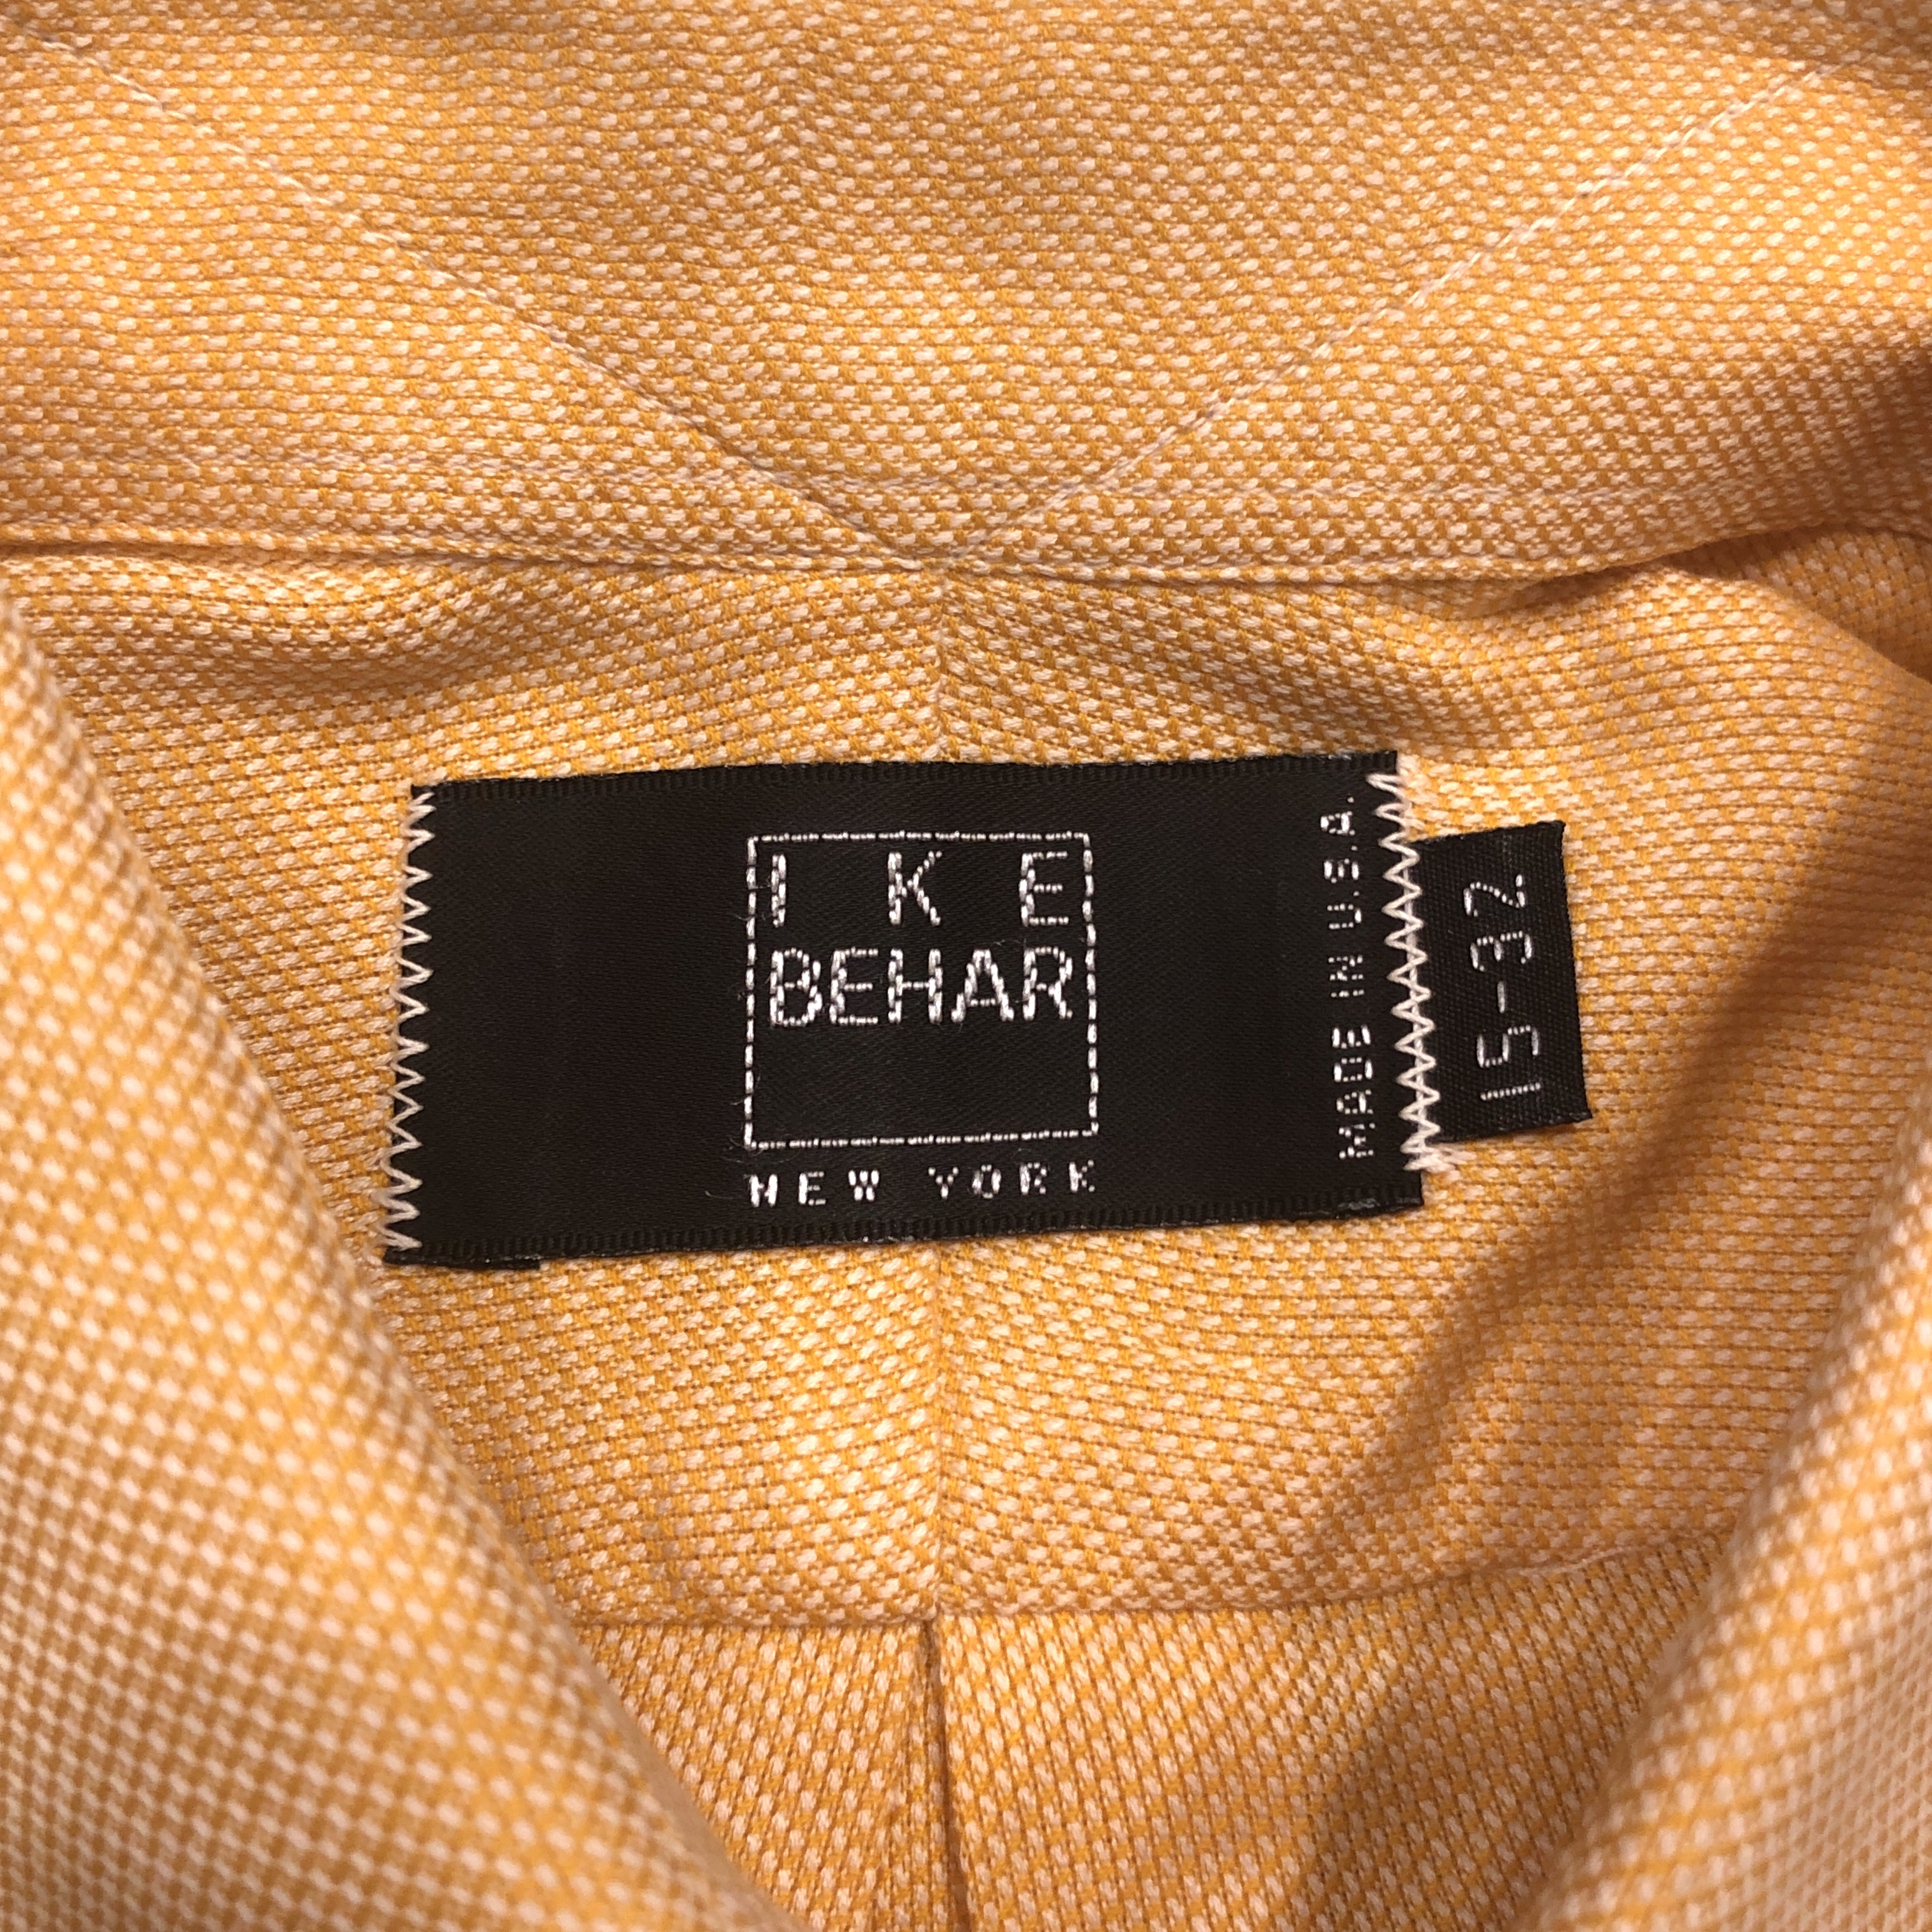 IKE
BEHAR
NEW YORK
MADE IN U.S.A.
15-32